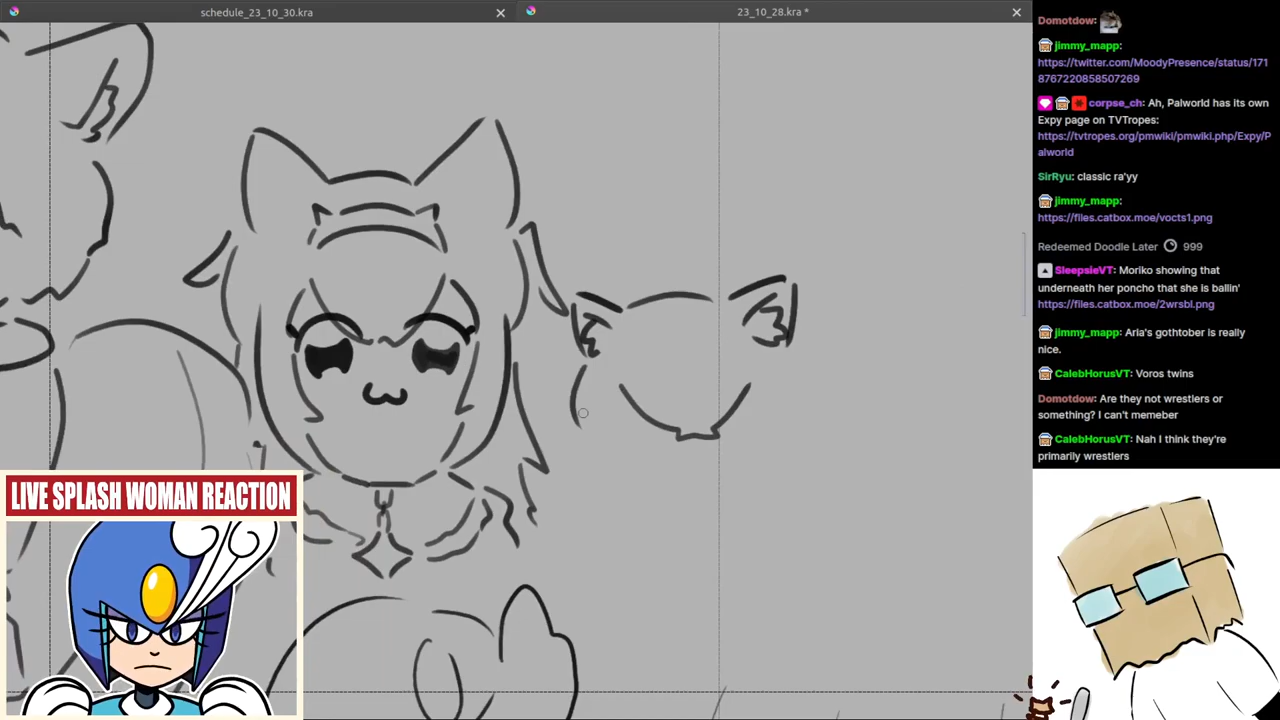 schedule_23_10_30.kra
23_10_28.kra *
Domotdow:
jimmy_mapp:
https://twitter.com/MoodyPresence/status/171
8767220858507269
corpse_ch: Ah, Palworld has its own
Expy page on TVTropes:
https://tvtropes.org/pmwiki/pmwiki.php/Expy/P
alworld
SirRyu: classic ra'yy
jimmy_mapp:
https://files.catbox.moe/vocts1.png
Redeemed Doodle Later 999
SleepsieVT: Moriko showing that
underneath her poncho that she is ballin'
https://files.catbox.moe/2wrsbl.png
jimmy_mapp: Aria's gothtober is really
nice.
CalebHorusVT: Voros twins
Domotdow: Are they not wrestlers or
something? I can't memeber
CalebHorusVT: Nah I think they're
primarily wrestlers
LIVE SPLASH WOMAN REACTION